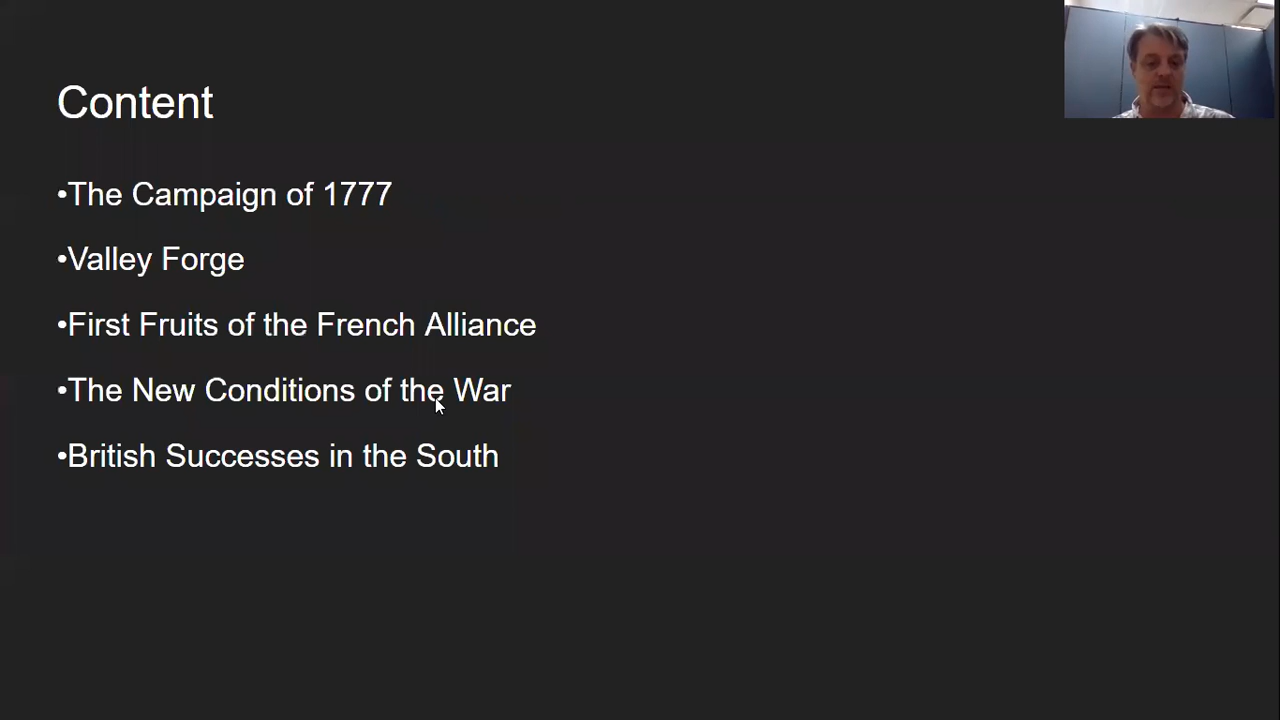 Content
•The Campaign of 1777
•Valley Forge
•First Fruits of the French Alliance
•The New Conditions of the War
•British Successes in the South